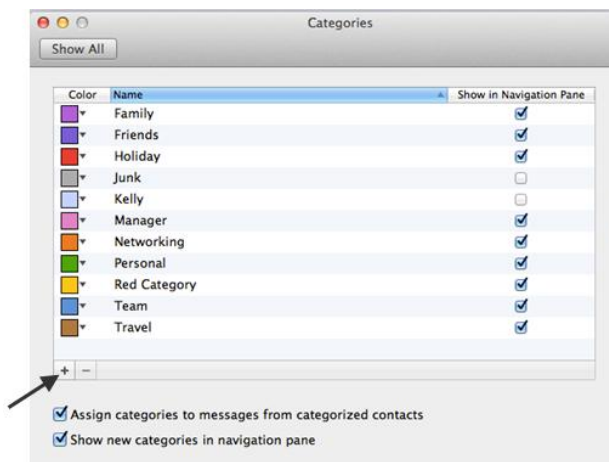 Categories
Show All
Color Name Show in Navigation Pane
Family
Friends
Holiday
Junk
Kelly
Manager
Networking
Personal
Red Category
Team
Travel
+ −
Assign categories to messages from categorized contacts
Show new categories in navigation pane